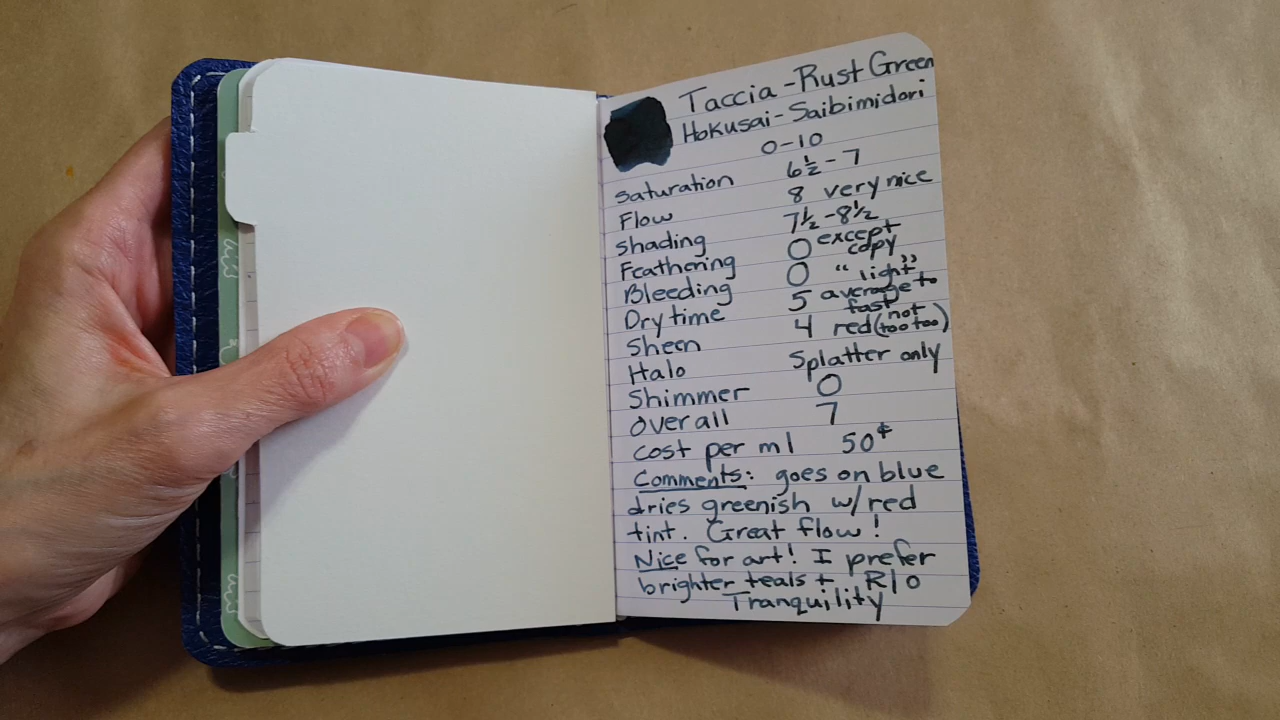 Taccia - Rust Green
Hokusai - Saibimidori
0-10
saturation 6½ - 7
Flow 8 very nice
shading 7½ - 8½
Feathering 0 except copy
Bleeding 0 " light"
Dry time 5 average to fast
Sheen 4 red (not too too)
Halo Splatter only
Shimmer 0
Overall 7
cost per ml 50¢
Comments: goes on blue
dries greenish w/ red
tint. Great flow!
Nice for art! I prefer
brighter teals + R/O
Tranquility